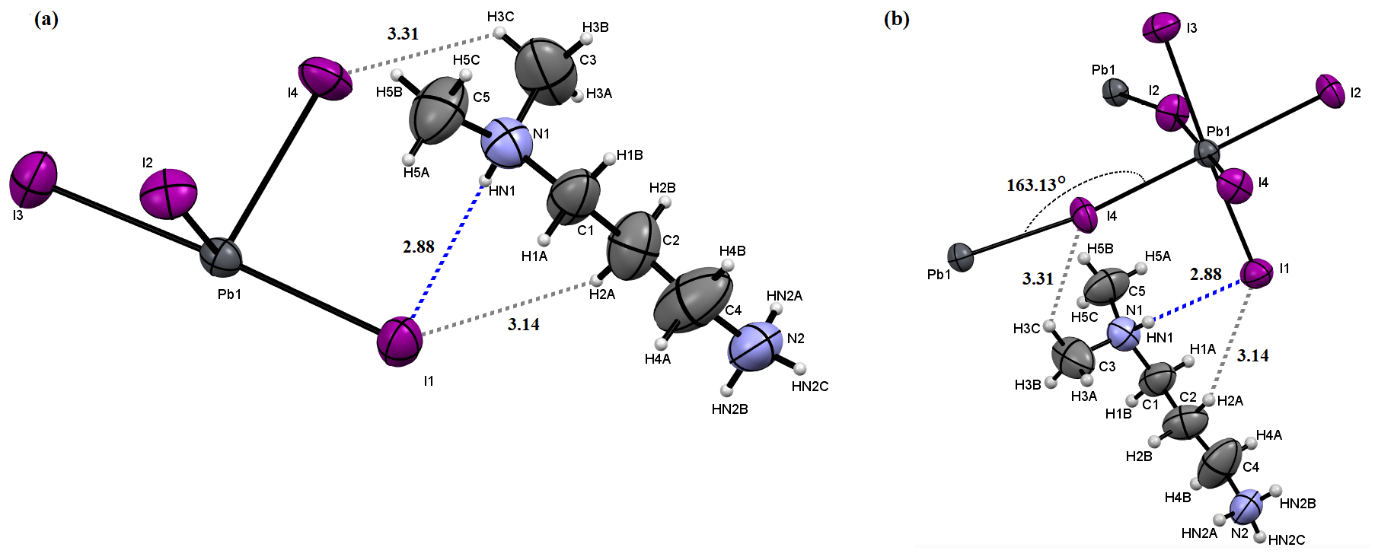 (a)
H3C
H3B
3.31
C3
H5C
H5B
C5
H3A
I4
N1
H1B
I2
H5A
HN1
H2B
I3
C1
C2
2.88
H1A
H4B
H2A
HN2A
Pb1
C4
N2
3.14
H4A
I1
HN2C
HN2B
(b)
I3
Pb1
I2
I2
Pb1
I4
163.13°
I4
H5B
H5A
Pb1
I1
3.31
2.88
C5
H5C
N1
H3C
HN1
C3
H1A
3.14
H3B
H3A
H1B
C1
C2
H2A
H2B
H4A
C4
H4B
HN2B
HN2A
N2
HN2C